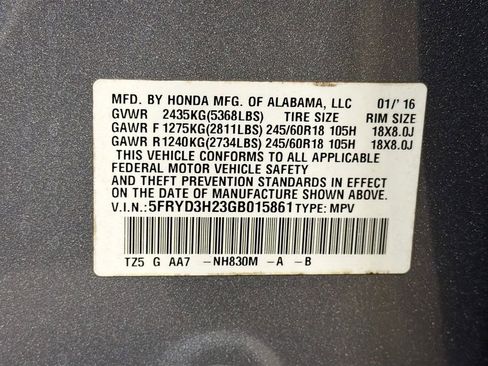 MFD. BY HONDA MFG. OF ALABAMA, LLC 01/'16
GVWR 2435KG(5368LBS) TIRE SIZE RIM SIZE
GAWR F 1275KG(2811LBS) 245/60R18 105H 18X8.0J
GAWR R1240KG(2734LBS) 245/60R18 105H 18X8.0J
THIS VEHICLE CONFORMS TO ALL APPLICABLE
FEDERAL MOTOR VEHICLE SAFETY
AND THEFT PREVENTION STANDARDS IN EFFECT
ON THE DATE OF MANUFACTURE SHOWN ABOVE.
V.I.N.:5FRYD3H23GB015861 TYPE: MPV
TZ5 G AA7 -NH830M -A -B